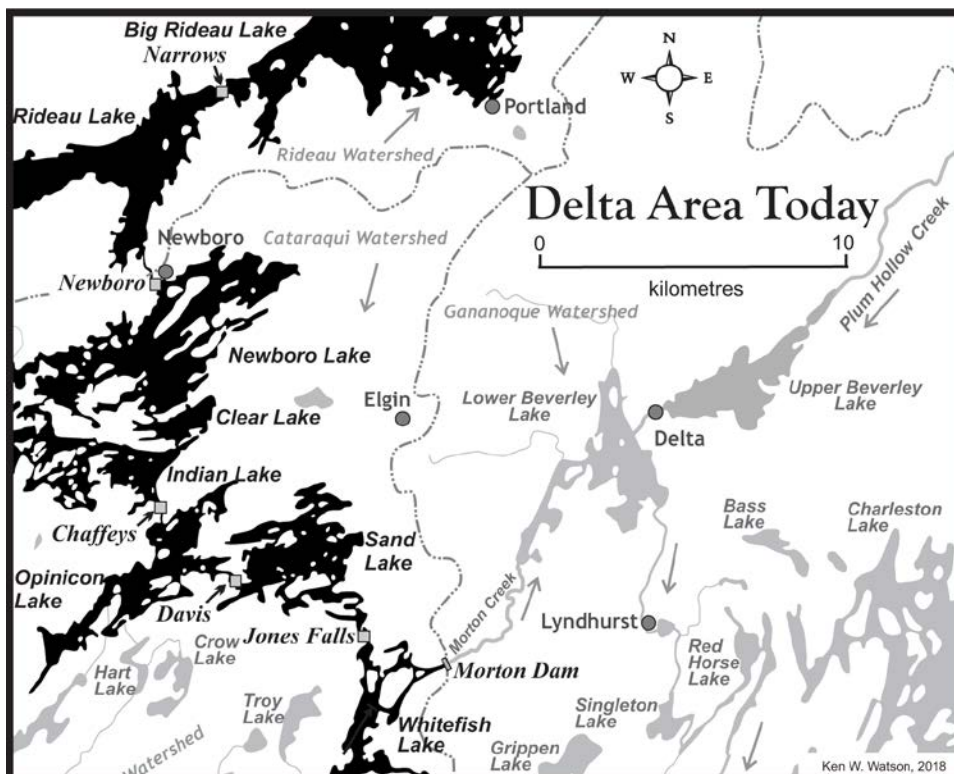 Big Rideau Lake
Narrows
N
W
E
S
Portland
Rideau Lake
Rideau Watershed
Delta Area Today
0
10
kilometres
Newboro
Cataraqui Watershed
Newboro
Plum Hollow Creek
Gananoque Watershed
Newboro Lake
Elgin
Lower Beverley
Lake
Upper Beverley
Lake
Clear Lake
Delta
Indian Lake
Chaffeys
Bass
Lake
Charleston
Lake
Sand
Lake
Opinicon
Lake
Davis
Morton Creek
Jones Falls
Lyndhurst
Crow
Lake
Hart
Lake
Red
Horse
Lake
Morton Dam
Troy
Lake
Singleton
Lake
Whitefish
Lake
Grippen
Lake
Watershed
Ken W. Watson, 2018